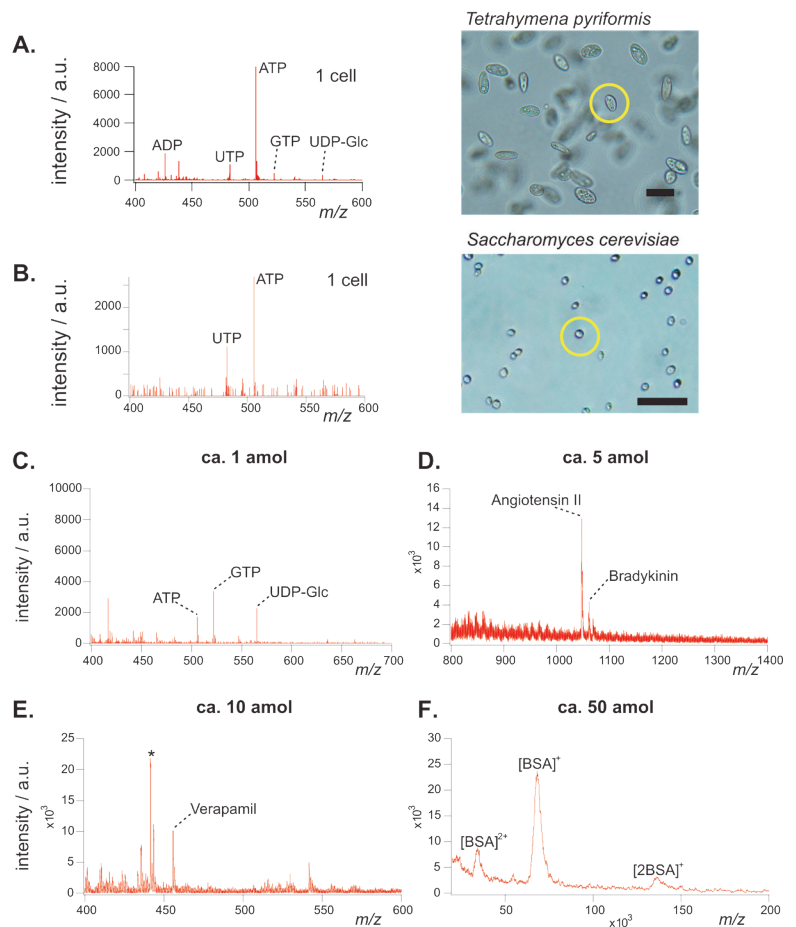 Tetrahymena pyriformis
A.
8000
6000
4000
2000
0
intensity / a.u.
ATP
1 cell
ADP
UTP
GTP
UDP-Glc
400
450
500
550
600
m/z
Saccharomyces cerevisiae
B.
2000
1000
0
intensity / a.u.
ATP
1 cell
UTP
400
450
500
550
600
m/z
C.
ca. 1 amol
10000
8000
6000
4000
2000
0
intensity / a.u.
ATP
GTP
UDP-Glc
400
450
500
550
600
650
700
m/z
D.
ca. 5 amol
16
14
12
10
8
6
4
2
0
x10³
Angiotensin II
Bradykinin
800
900
1000
1100
1200
1300
1400
m/z
E.
ca. 10 amol
25
20
15
10
5
0
intensity / a.u.
x10³
*
Verapamil
400
450
500
550
600
m/z
F.
ca. 50 amol
30
25
20
15
10
5
0
[BSA]⁺
[BSA]²⁺
[2BSA]⁺
50
100
150
200
x10³
m/z